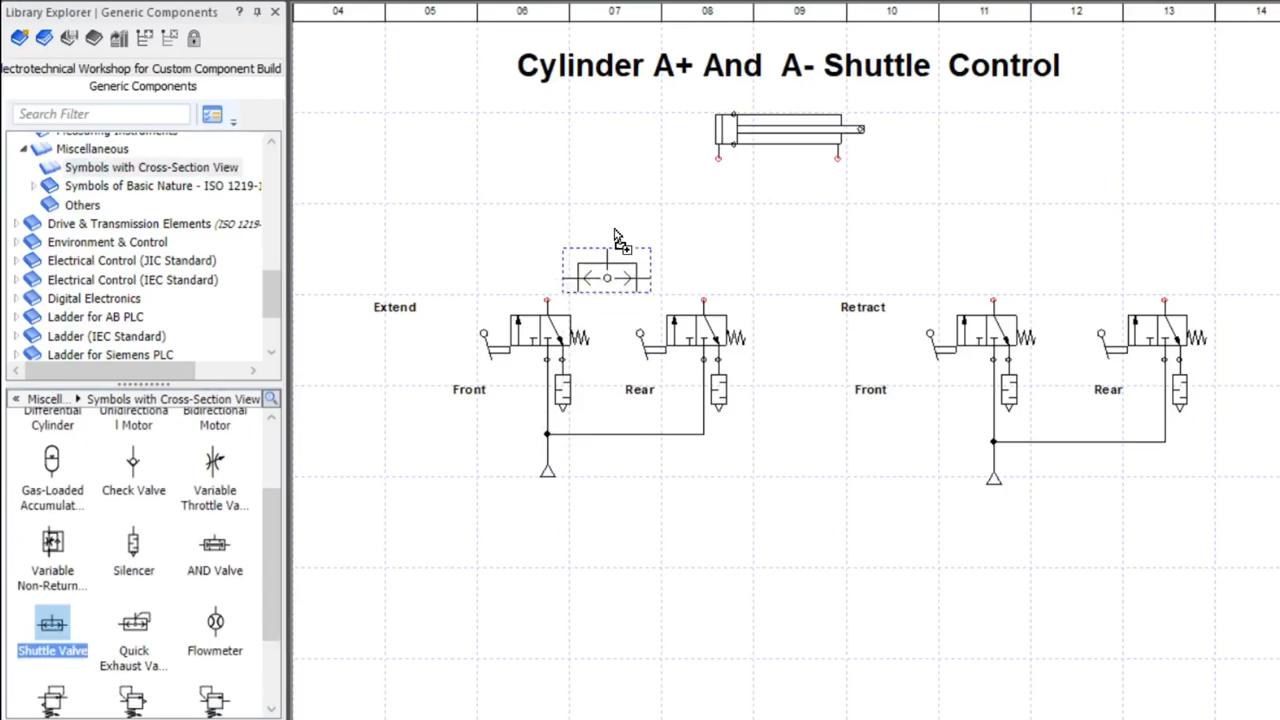 Library Explorer | Generic Components
04 05 06 07 08 09 10 11 12 13 14
lectrotechnical Workshop for Custom Component Build
Generic Components
Search Filter
Measuring Instruments
Miscellaneous
Symbols with Cross-Section View
Symbols of Basic Nature - ISO 1219-1
Others
Drive & Transmission Elements (ISO 1219-
Environment & Control
Electrical Control (JIC Standard)
Electrical Control (IEC Standard)
Digital Electronics
Ladder for AB PLC
Ladder (IEC Standard)
Ladder for Siemens PLC
« Miscell... Symbols with Cross-Section View
Differential Cylinder
Unidirectional Motor
Bidirectional Motor
Gas-Loaded Accumulat...
Check Valve
Variable Throttle Va...
Variable Non-Return...
Silencer
AND Valve
Shuttle Valve
Quick Exhaust Va...
Flowmeter
Cylinder A+ And A- Shuttle Control
Extend
Retract
Front
Rear
Front
Rear